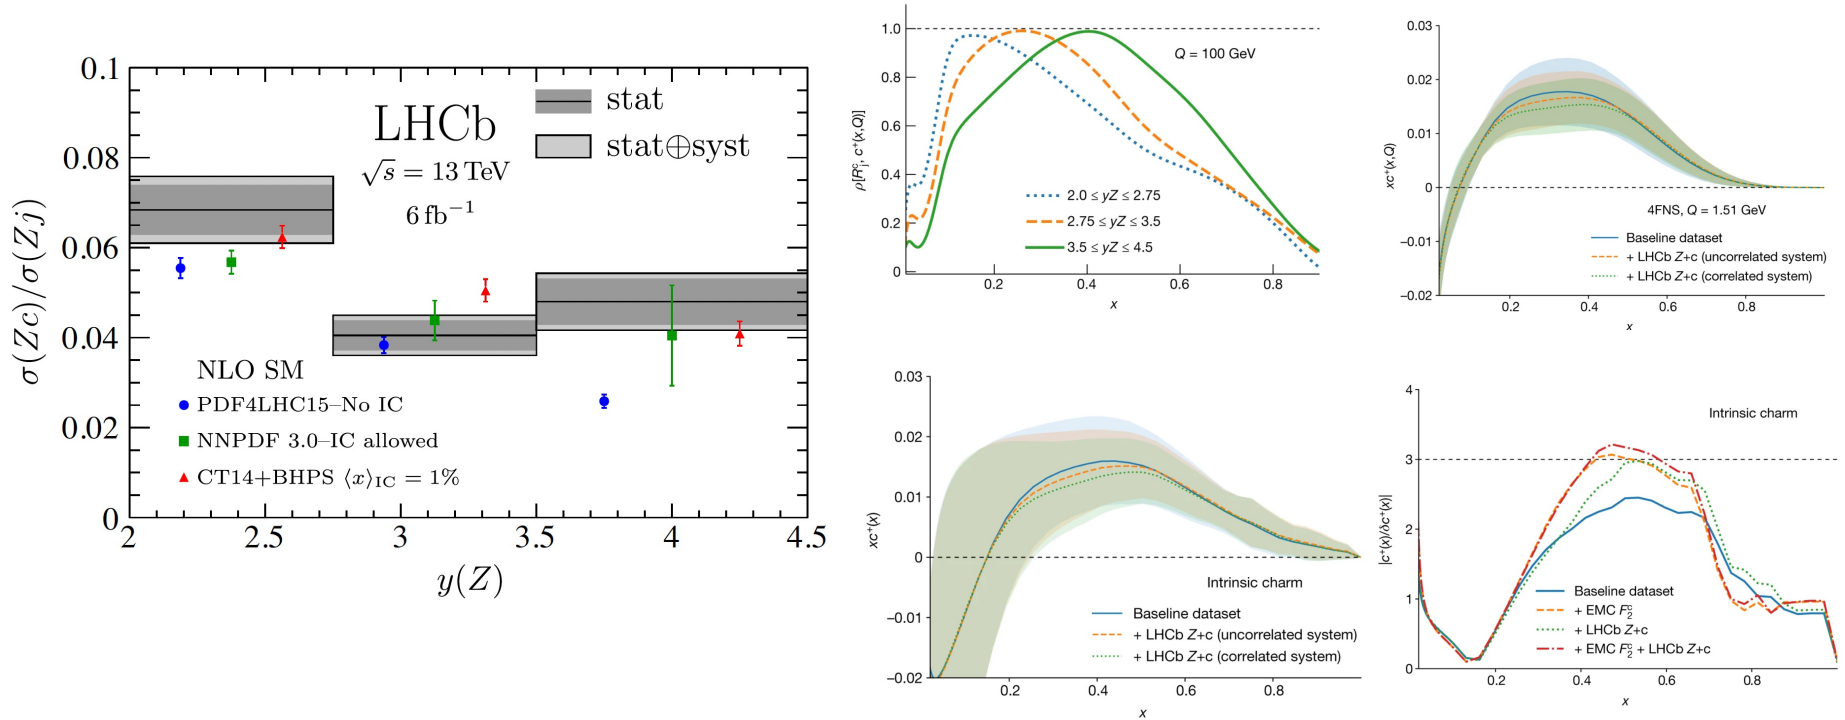 σ(Zc)/σ(Zj)
0.1
0.08
0.06
0.04
0.02
0
2 2.5 3 3.5 4 4.5
y(Z)
LHCb
√s = 13 TeV
6 fb⁻¹
stat
stat⊕syst
NLO SM
PDF4LHC15–No IC
NNPDF 3.0–IC allowed
CT14+BHPS ⟨x⟩IC = 1%
ρ[Rᶜⱼ, c⁺(x,Q)]
1.0
0.8
0.6
0.4
0.2
0
Q = 100 GeV
2.0 ≤ yZ ≤ 2.75
2.75 ≤ yZ ≤ 3.5
3.5 ≤ yZ ≤ 4.5
0.2 0.4 0.6 0.8
x
xc⁺(x,Q)
0.03
0.02
0.01
0
−0.01
−0.02
4FNS, Q = 1.51 GeV
Baseline dataset
+ LHCb Z+c (uncorrelated system)
+ LHCb Z+c (correlated system)
0.2 0.4 0.6 0.8
x
xc⁺(x)
0.03
0.02
0.01
0
−0.01
−0.02
Intrinsic charm
Baseline dataset
+ LHCb Z+c (uncorrelated system)
+ LHCb Z+c (correlated system)
0.2 0.4 0.6 0.8
x
|c⁺(x)/δc⁺(x)|
4
3
2
1
0
Intrinsic charm
Baseline dataset
+ EMC F₂ᶜ
+ LHCb Z+c
+ EMC F₂ᶜ + LHCb Z+c
0.2 0.4 0.6 0.8
x